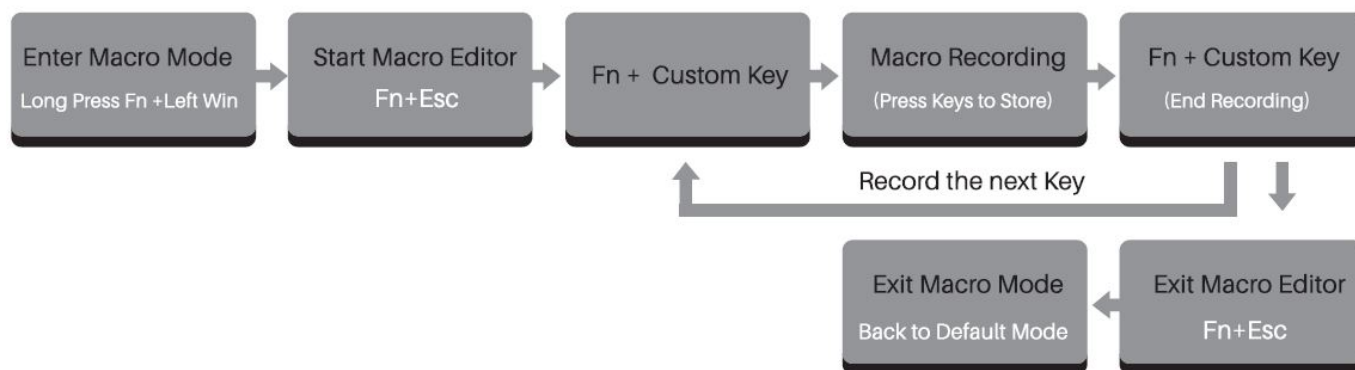 Enter Macro Mode
Long Press Fn +Left Win
Start Macro Editor
Fn+Esc
Fn + Custom Key
Macro Recording
(Press Keys to Store)
Fn + Custom Key
(End Recording)
Record the next Key
Exit Macro Mode
Back to Default Mode
Exit Macro Editor
Fn+Esc